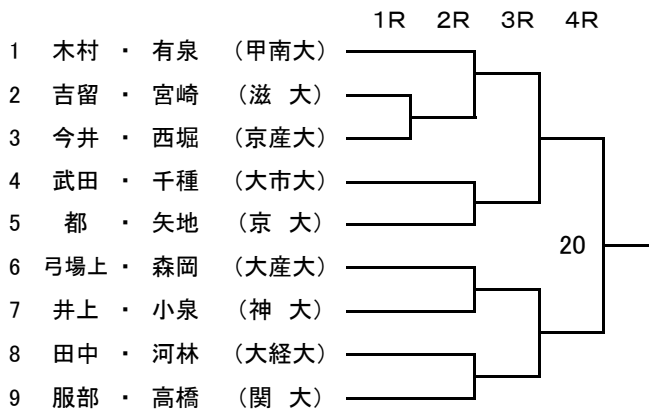 1R 2R 3R 4R
1 木村 ・ 有泉 （甲南大）
2 吉留 ・ 宮崎 （滋 大）
3 今井 ・ 西堀 （京産大）
4 武田 ・ 千種 （大市大）
5 都 ・ 矢地 （京 大）
6 弓場上 ・ 森岡 （大産大）
20
7 井上 ・ 小泉 （神 大）
8 田中 ・ 河林 （大経大）
9 服部 ・ 高橋 （関 大）